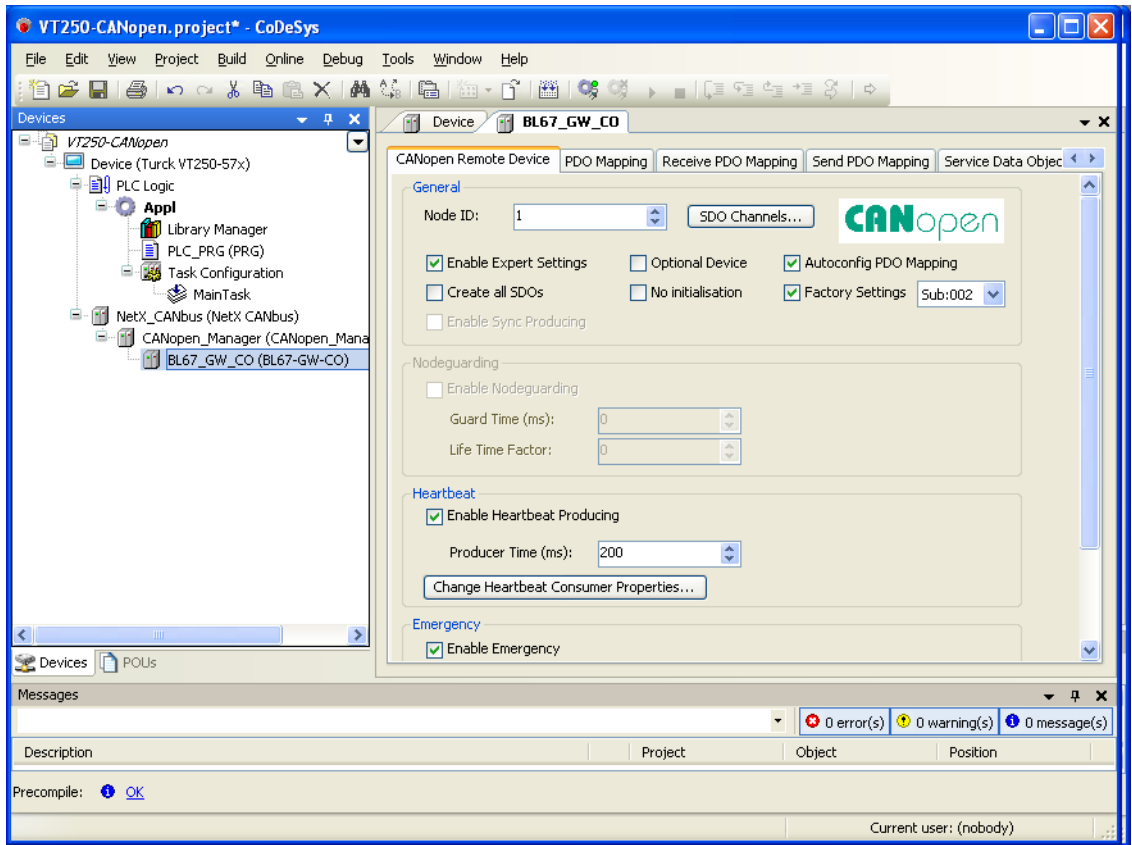 VT250-CANopen.project* - CoDeSys
File Edit View Project Build Online Debug Tools Window Help
Devices
VT250-CANopen
Device (Turck VT250-57x)
PLC Logic
Appl
Library Manager
PLC_PRG (PRG)
Task Configuration
MainTask
NetX_CANbus (NetX CANbus)
CANopen_Manager (CANopen_Mana
BL67_GW_CO (BL67-GW-CO)
Devices POUs
Device BL67_GW_CO
CANopen Remote Device PDO Mapping Receive PDO Mapping Send PDO Mapping Service Data Objec
General
Node ID: 1 SDO Channels... CANopen
Enable Expert Settings Optional Device Autoconfig PDO Mapping
Create all SDOs No initialisation Factory Settings Sub:002
Enable Sync Producing
Nodeguarding
Enable Nodeguarding
Guard Time (ms): 0
Life Time Factor: 0
Heartbeat
Enable Heartbeat Producing
Producer Time (ms): 200
Change Heartbeat Consumer Properties...
Emergency
Enable Emergency
Messages
0 error(s) 0 warning(s) 0 message(s)
Description Project Object Position
Precompile: OK
Current user: (nobody)